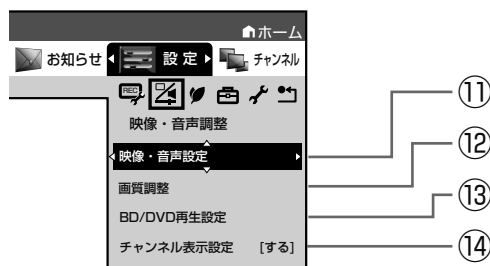 ホーム
お知らせ 設定 チャンネル
REC
映像・音声調整
映像・音声設定 ⑪
画質調整 ⑫
BD/DVD再生設定 ⑬
チャンネル表示設定 [する] ⑭